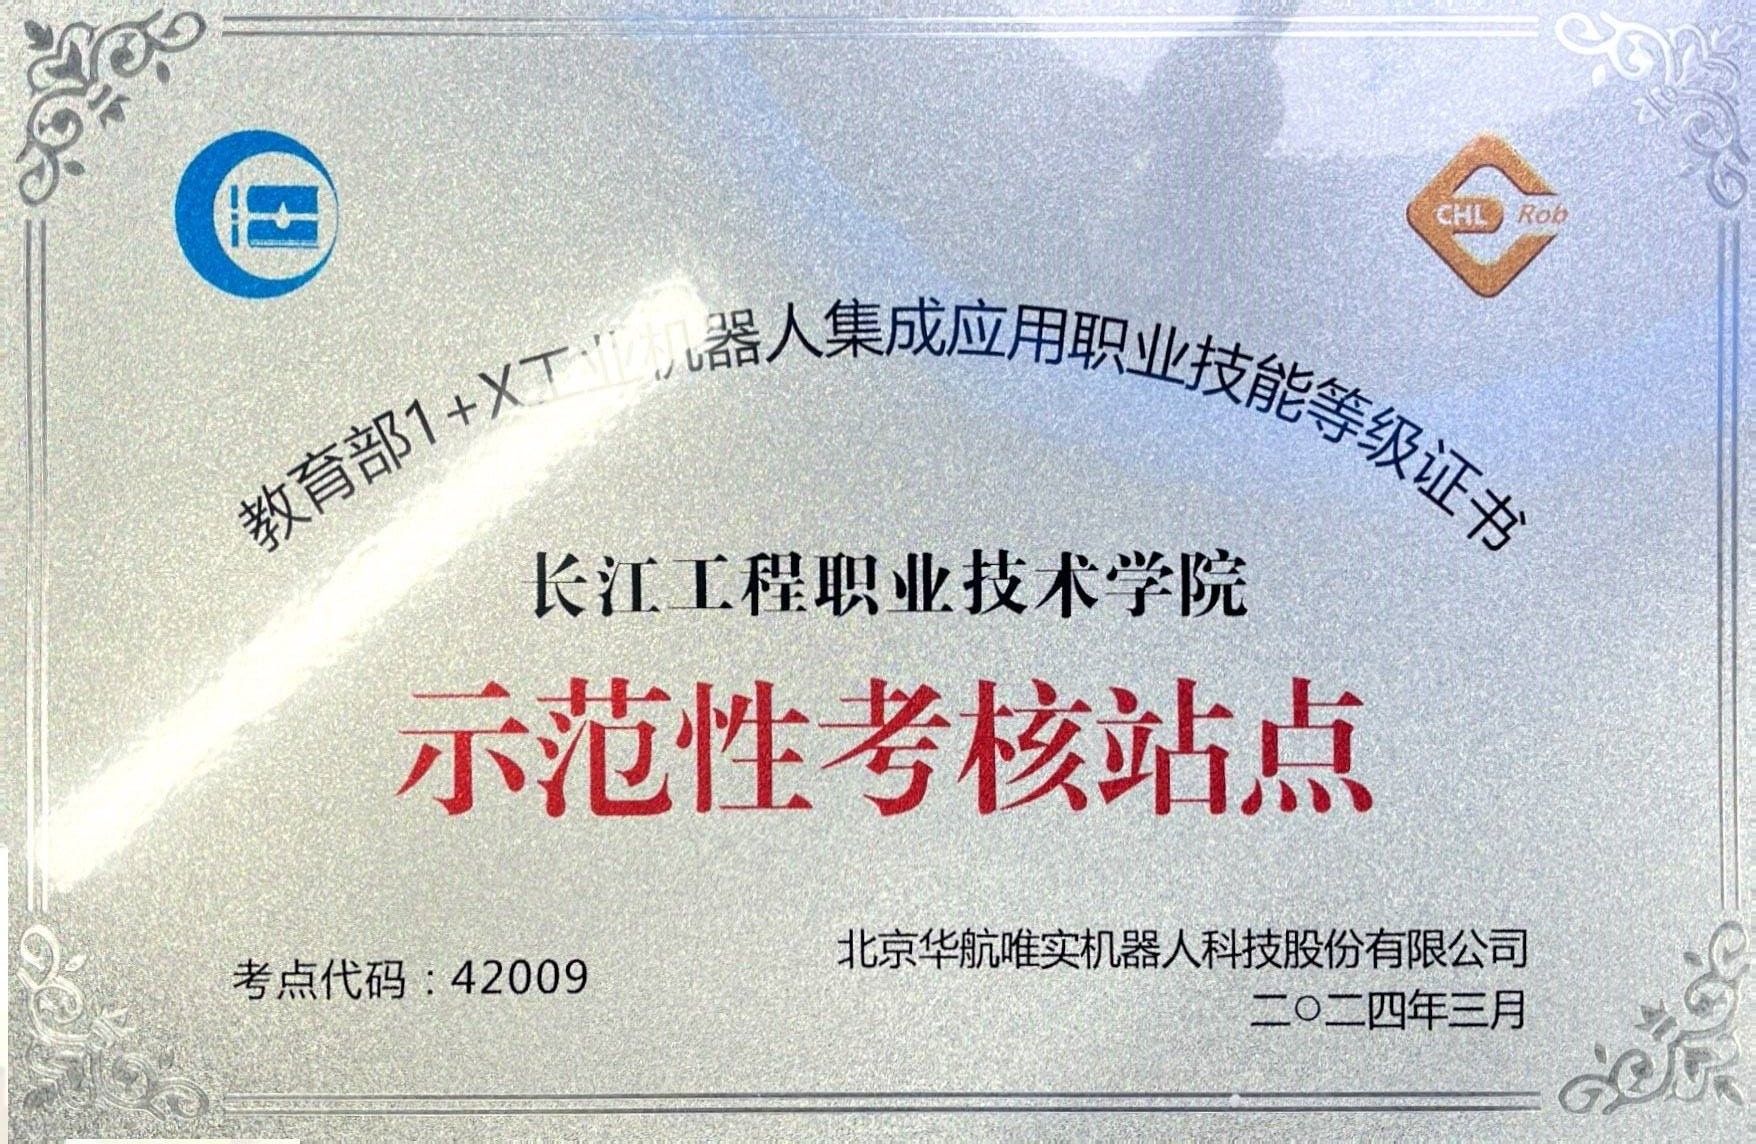 CHL Rob
教育部1+X工业机器人集成应用职业技能等级证书
长江工程职业技术学院
示范性考核站点
考点代码：42009
北京华航唯实机器人科技股份有限公司
二〇二四年三月